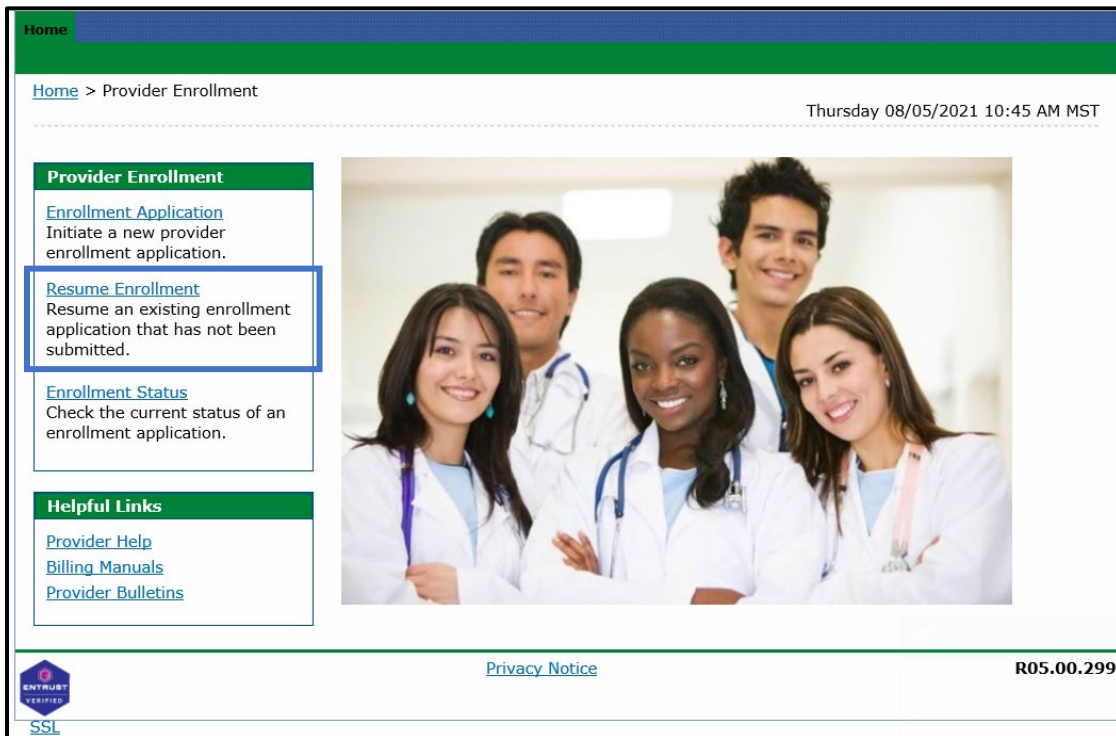 Home
Home > Provider Enrollment
Thursday 08/05/2021 10:45 AM MST
Provider Enrollment
Enrollment Application
Initiate a new provider
enrollment application.
Resume Enrollment
Resume an existing enrollment
application that has not been
submitted.
Enrollment Status
Check the current status of an
enrollment application.
Helpful Links
Provider Help
Billing Manuals
Provider Bulletins
ENTRUST
VERIFIED
SSL
Privacy Notice
R05.00.299